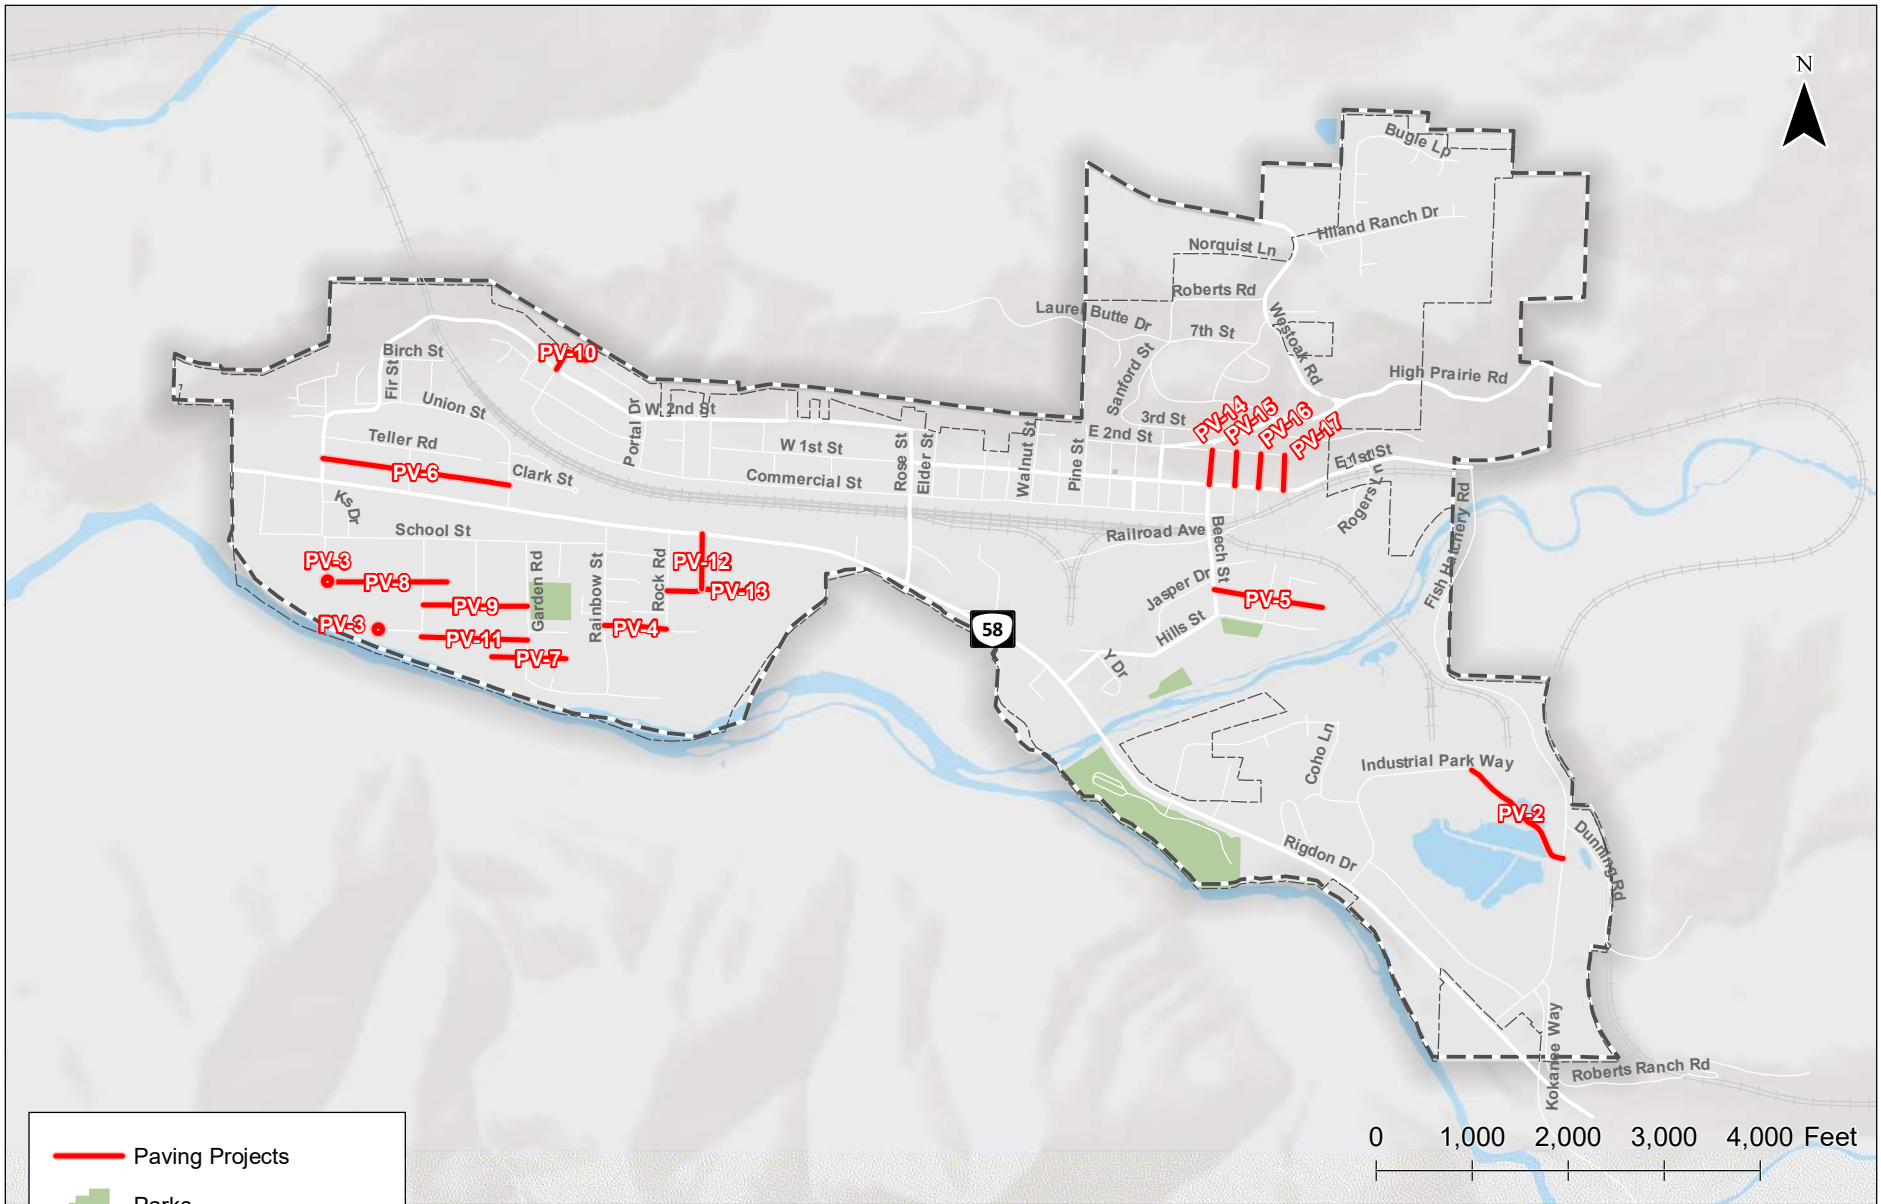 N
Bugle Lp
Hiland Ranch Dr
Norquist Ln
Roberts Rd
Laurel Butte Dr
7th St
Westoak Rd
Sanford St
High Prairie Rd
Birch St
PV-10
Fir St
Union St
Portal Dr
W 2nd St
3rd St
E 2nd St
PV-14
PV-15
PV-16
PV-17
Teller Rd
W 1st St
Rose St
Elder St
Walnut St
Pine St
E 1st St
PV-6
Clark St
Commercial St
Rogers Ln
Ks Dr
School St
Railroad Ave
Beech St
Fish Hatchery Rd
PV-3
PV-8
Garden Rd
Rainbow St
Rock Rd
PV-12
PV-13
Jasper Dr
PV-5
PV-9
PV-3
PV-11
PV-4
58
Hills St
PV-7
Y Dr
Coho Ln
Industrial Park Way
PV-2
Rigdon Dr
Dunning Rd
Kokanee Way
Roberts Ranch Rd
0 1,000 2,000 3,000 4,000 Feet
Paving Projects
Parks